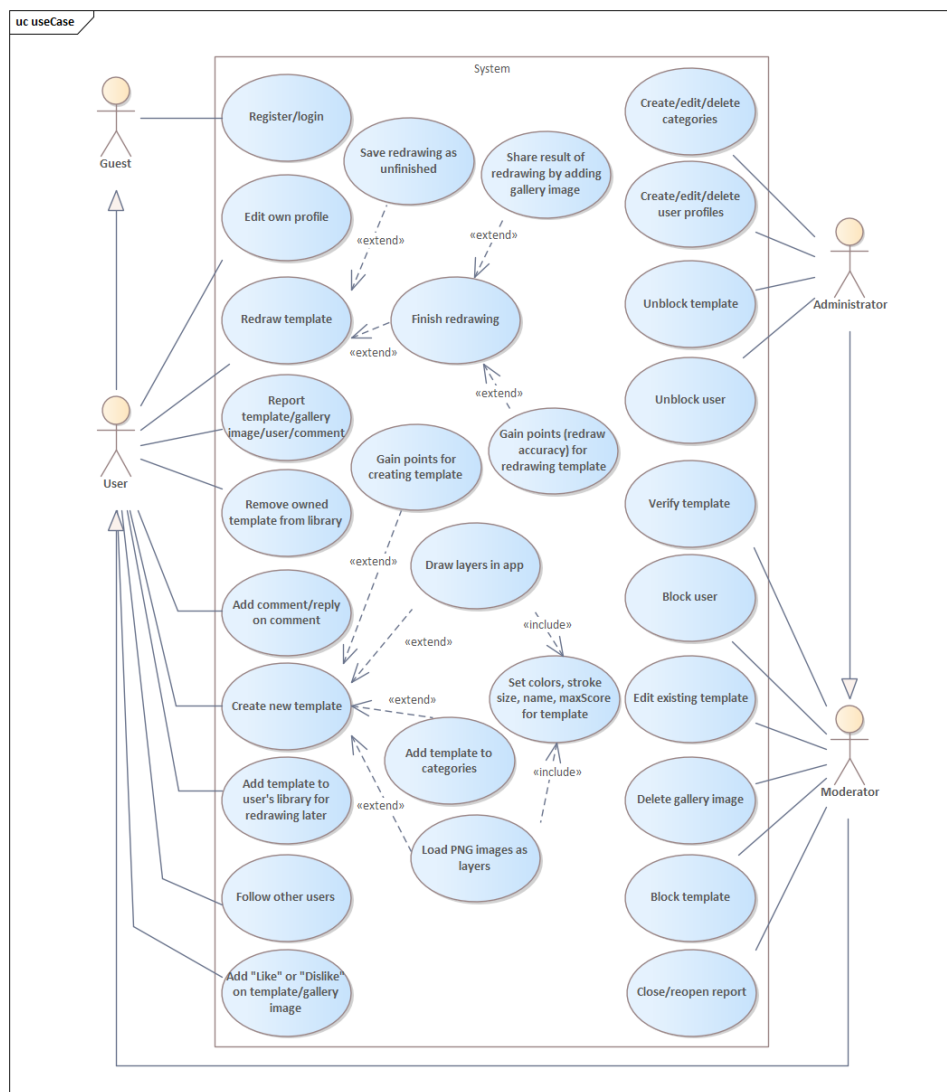 uc useCase
System
Guest
Register/login
Save redrawing as
unfinished
Share result of
redrawing by adding
gallery image
Create/edit/delete
categories
Edit own profile
Create/edit/delete
user profiles
«extend»
«extend»
Redraw template
Finish redrawing
Unblock template
Administrator
«extend»
Report
template/gallery
image/user/comment
«extend»
Unblock user
User
Gain points for
creating template
Gain points (redraw
accuracy) for
redrawing template
Remove owned
template from library
Verify template
«extend»
Draw layers in app
Add comment/reply
on comment
Block user
«include»
«extend»
Create new template
«extend»
Set colors, stroke
size, name, maxScore
for template
Edit existing template
Add template to
categories
«include»
Add template to
user's library for
redrawing later
«extend»
Delete gallery image
Moderator
Load PNG images as
layers
Follow other users
Block template
Add "Like" or "Dislike"
on template/gallery
image
Close/reopen report